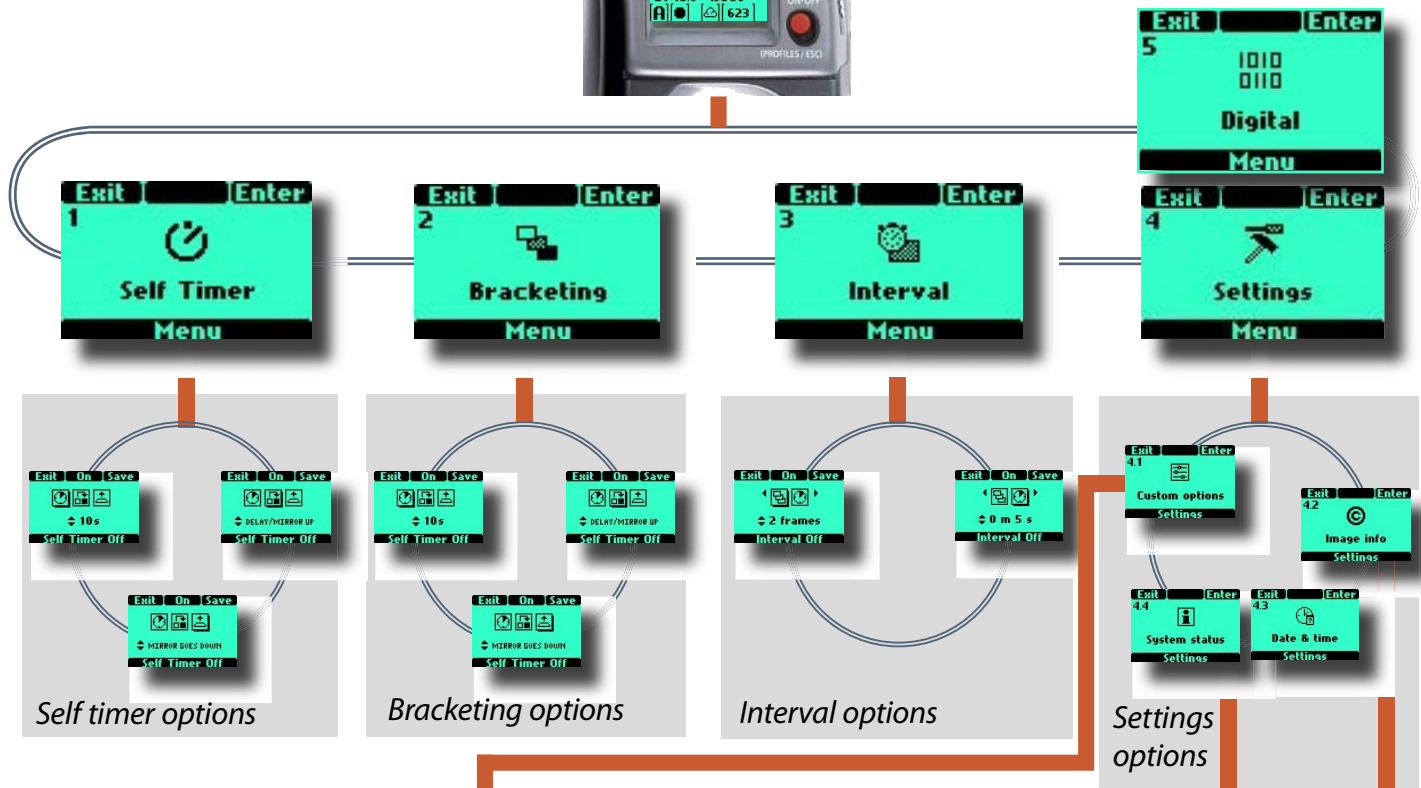 ON-OFF
A 623
(PROFILES / ESC)
Exit Enter
5
1010
0110
Digital
Menu
Exit Enter
1
Self Timer
Menu
Exit Enter
2
Bracketing
Menu
Exit Enter
3
Interval
Menu
Exit Enter
4
Settings
Menu
Exit On Save
10s
Self Timer Off
Exit On Save
DELAY/MIRROR UP
Self Timer Off
Exit On Save
MIRROR GOES DOWN
Self Timer Off
Self timer options
Exit On Save
10s
Self Timer Off
Exit On Save
DELAY/MIRROR UP
Self Timer Off
Exit On Save
MIRROR GOES DOWN
Self Timer Off
Bracketing options
Exit On Save
2 frames
Interval Off
Exit On Save
0 m 5 s
Interval Off
Interval options
Exit Enter
4.1
Custom options
Settings
Exit Enter
4.2
©
Image info
Settings
Exit Enter
4.4
System status
Settings
Exit Enter
4.3
Date & time
Settings
Settings
options